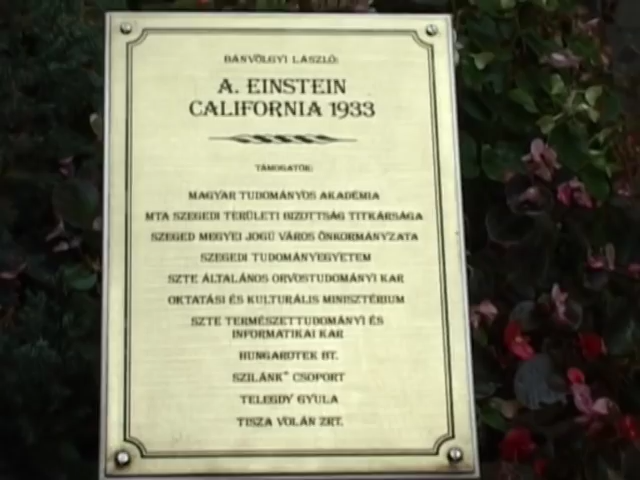 BÁNVÖLGYI LÁSZLÓ:
A. EINSTEIN
CALIFORNIA 1933
TÁMOGATÓK:
MAGYAR TUDOMÁNYOS AKADÉMIA
MTA SZEGEDI TERÜLETI BIZOTTSÁG TITKÁRSÁGA
SZEGED MEGYEI JOGÚ VÁROS ÖNKORMÁNYZATA
SZEGEDI TUDOMÁNYEGYETEM
SZTE ÁLTALÁNOS ORVOSTUDOMÁNYI KAR
OKTATÁSI ÉS KULTURÁLIS MINISZTÉRIUM
SZTE TERMÉSZETTUDOMÁNYI ÉS
INFORMATIKAI KAR
HUNGAROTEK BT.
SZILÁNK" CSOPORT
TELEGDY GYULA
TISZA VOLÁN ZRT.